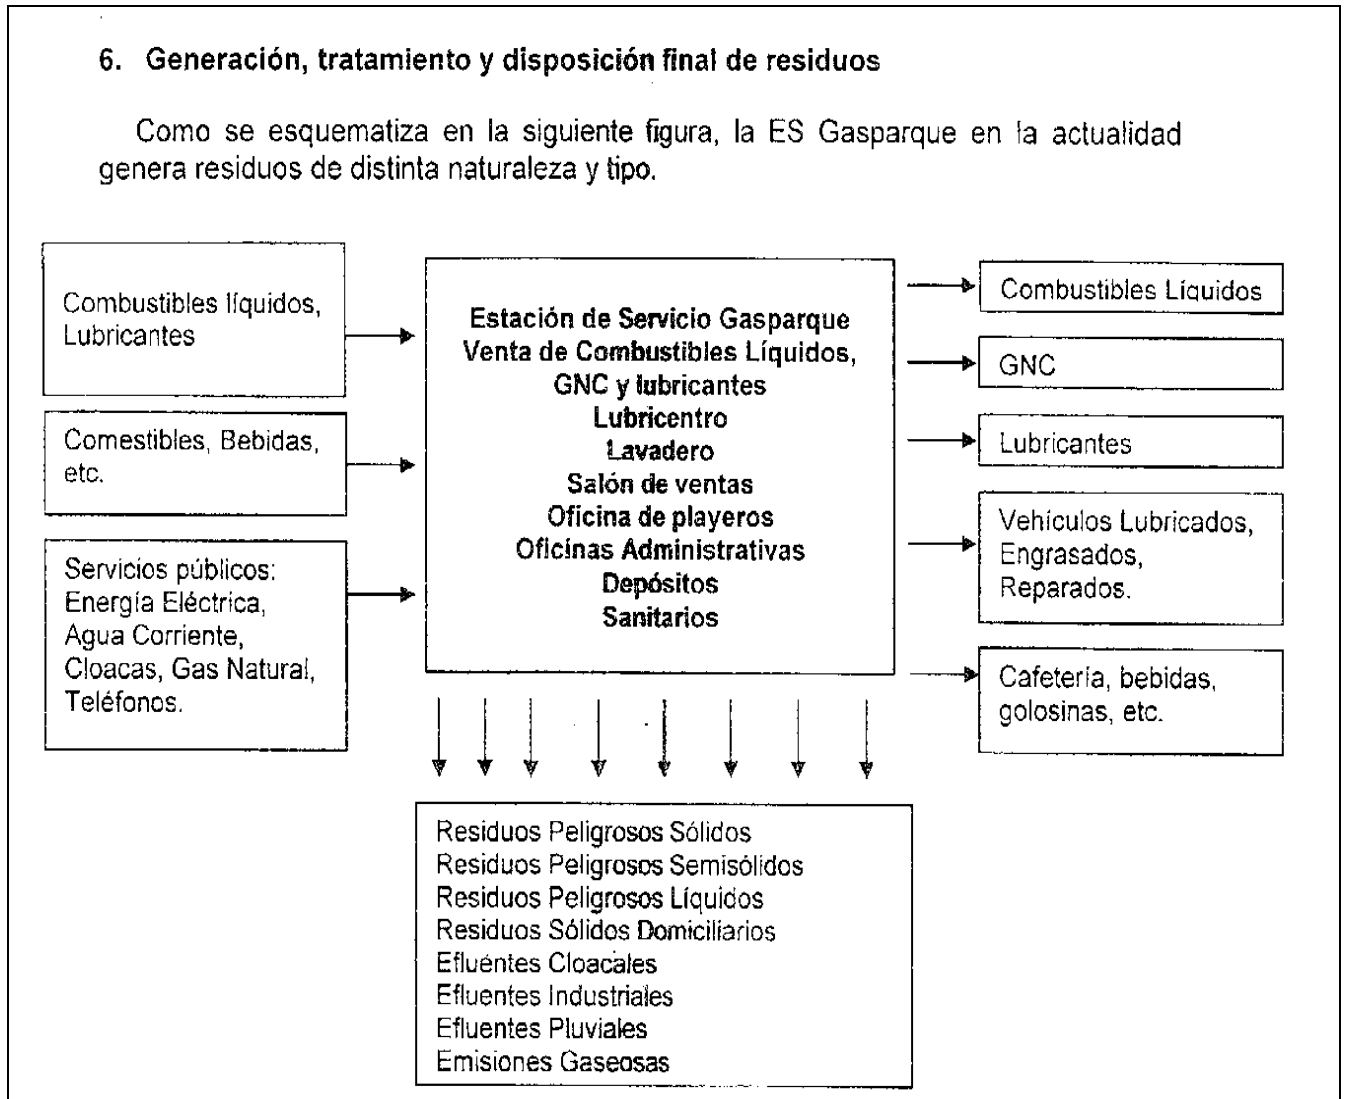 6. Generación, tratamiento y disposición final de residuos
Como se esquematiza en la siguiente figura, la ES Gasparque en la actualidad
genera residuos de distinta naturaleza y tipo.
Combustibles líquidos,
Lubricantes
Comestibles, Bebidas,
etc.
Servicios públicos:
Energía Eléctrica,
Agua Corriente,
Cloacas, Gas Natural,
Teléfonos.
Estación de Servicio Gasparque
Venta de Combustibles Líquidos,
GNC y lubricantes
Lubricentro
Lavadero
Salón de ventas
Oficina de playeros
Oficinas Administrativas
Depósitos
Sanitarios
Combustibles Líquidos
GNC
Lubricantes
Vehículos Lubricados,
Engrasados,
Reparados.
Cafetería, bebidas,
golosinas, etc.
Residuos Peligrosos Sólidos
Residuos Peligrosos Semisólidos
Residuos Peligrosos Líquidos
Residuos Sólidos Domiciliarios
Efluentes Cloacales
Efluentes Industriales
Efluentes Pluviales
Emisiones Gaseosas